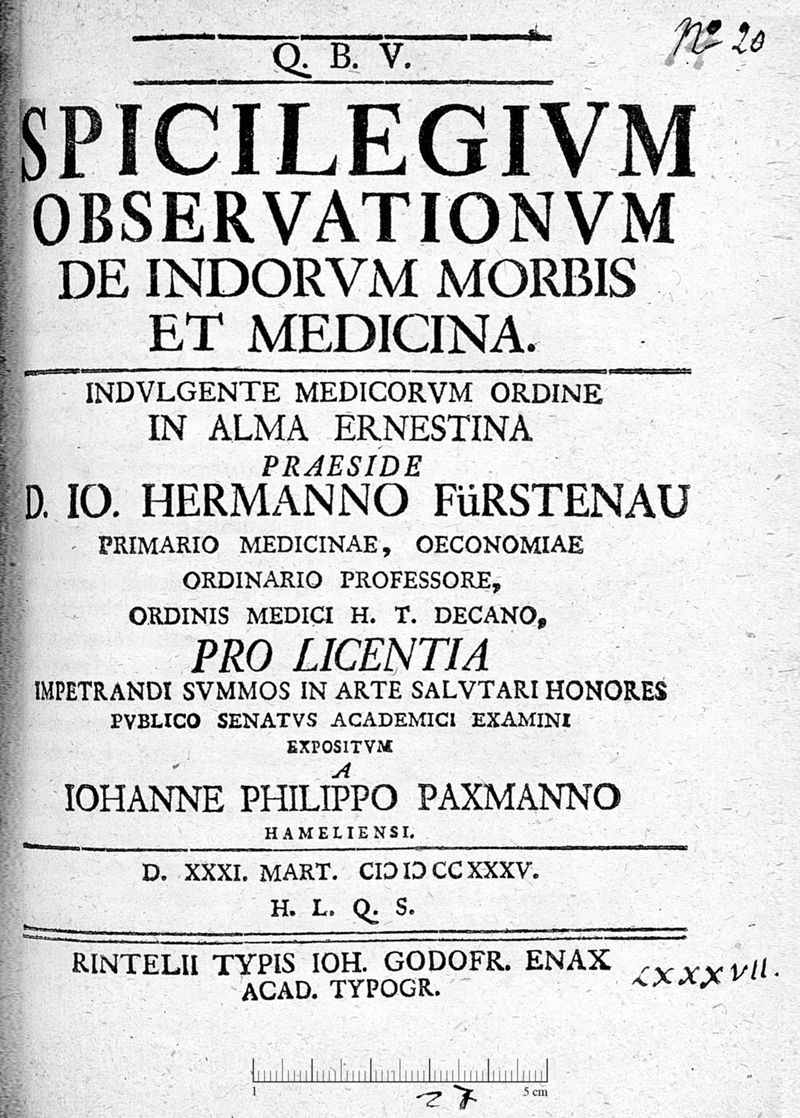 Nº 20
Q. B. V.
SPICILEGIVM
OBSERVATIONVM
DE INDORVM MORBIS
ET MEDICINA.
INDVLGENTE MEDICORVM ORDINE
IN ALMA ERNESTINA
PRAESIDE
D. IO. HERMANNO FüRSTENAU
PRIMARIO MEDICINAE, OECONOMIAE
ORDINARIO PROFESSORE,
ORDINIS MEDICI H. T. DECANO,
PRO LICENTIA
IMPETRANDI SVMMOS IN ARTE SALVTARI HONORES
PVBLICO SENATVS ACADEMICI EXAMINI
EXPOSITVM
A
IOHANNE PHILIPPO PAXMANNO
HAMELIENSI.
D. XXXI. MART. CIƆ IƆ CC XXXV.
H. L. Q. S.
RINTELII TYPIS IOH. GODOFR. ENAX
ACAD. TYPOGR.
LXXXVII.
1 5 cm
27